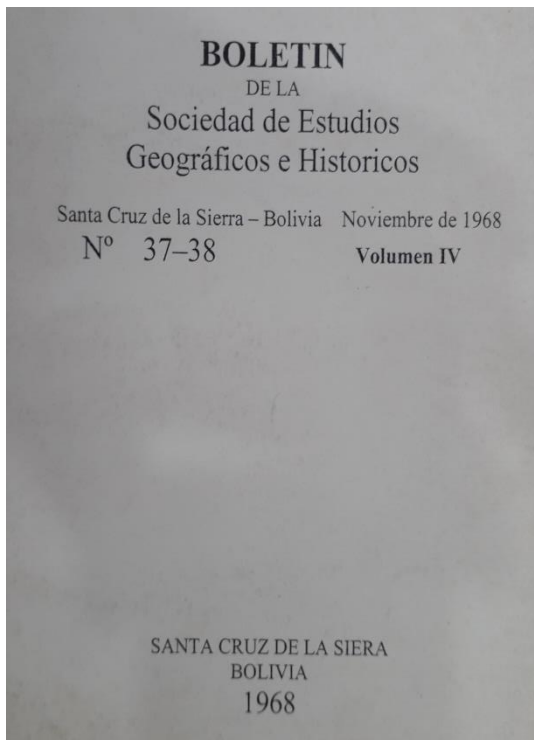 BOLETIN
DE LA
Sociedad de Estudios
Geográficos e Historicos
Santa Cruz de la Sierra – Bolivia Noviembre de 1968
Nº 37–38 Volumen IV
SANTA CRUZ DE LA SIERA
BOLIVIA
1968